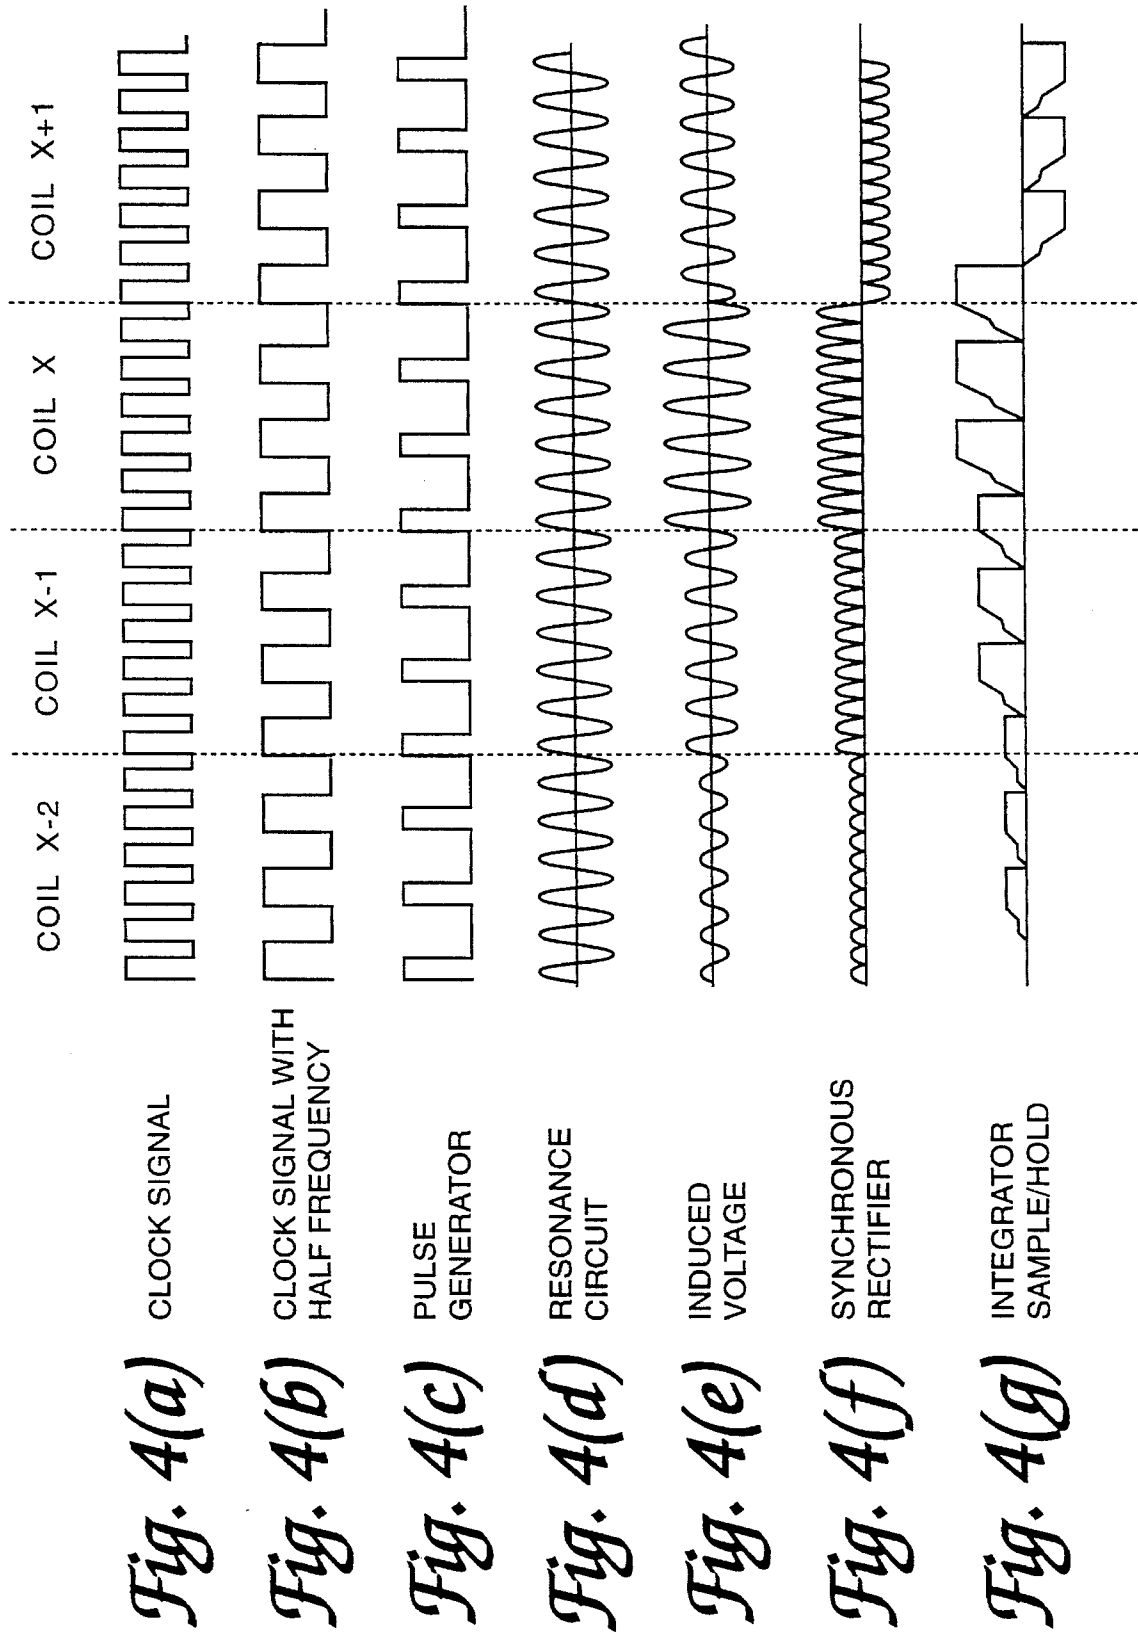 COIL X-2 COIL X-1 COIL X COIL X+1
Fig. 4(a) CLOCK SIGNAL
Fig. 4(b) CLOCK SIGNAL WITH
HALF FREQUENCY
Fig. 4(c) PULSE
GENERATOR
Fig. 4(d) RESONANCE
CIRCUIT
Fig. 4(e) INDUCED
VOLTAGE
Fig. 4(f) SYNCHRONOUS
RECTIFIER
Fig. 4(g) INTEGRATOR
SAMPLE/HOLD